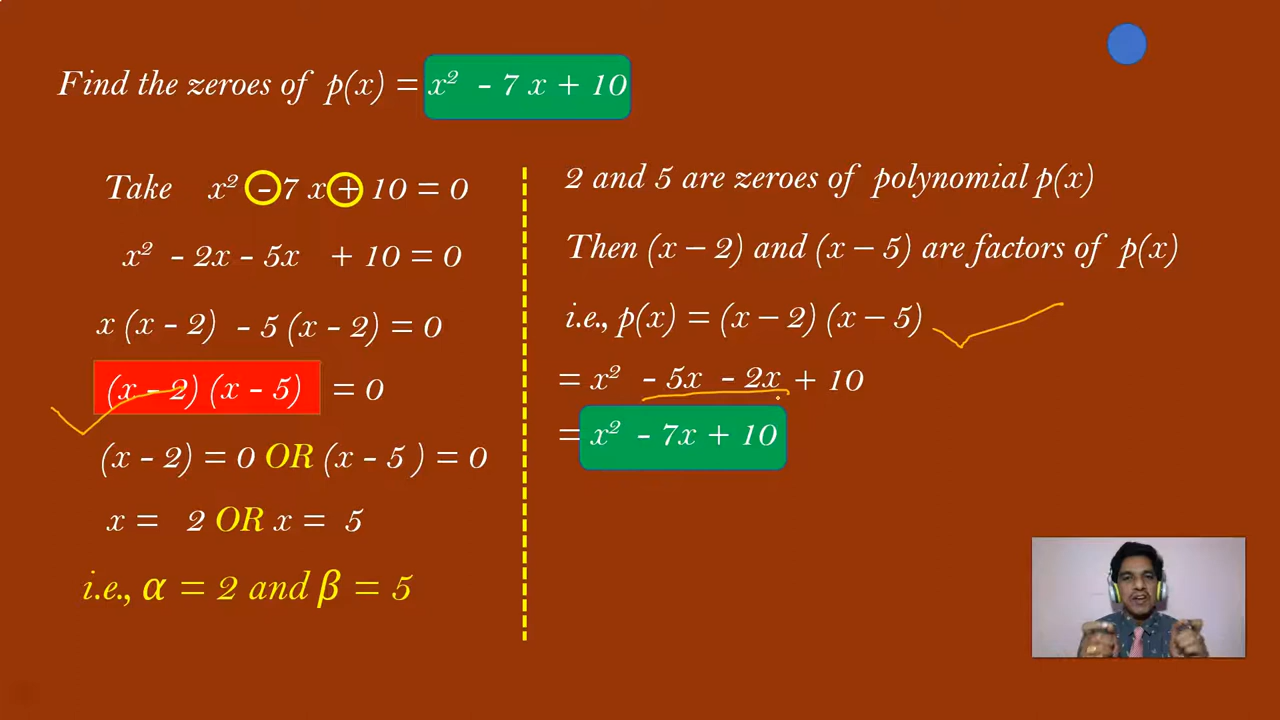 Find the zeroes of p(x) = x² - 7 x + 10
Take x² - 7 x + 10 = 0
x² - 2x - 5x + 10 = 0
x (x - 2) - 5 (x - 2) = 0
(x - 2) (x - 5) = 0
(x - 2) = 0 OR (x - 5 ) = 0
x = 2 OR x = 5
i.e., α = 2 and β = 5
2 and 5 are zeroes of polynomial p(x)
Then (x – 2) and (x – 5) are factors of p(x)
i.e., p(x) = (x – 2) (x – 5)
= x² - 5x - 2x + 10
= x² - 7x + 10